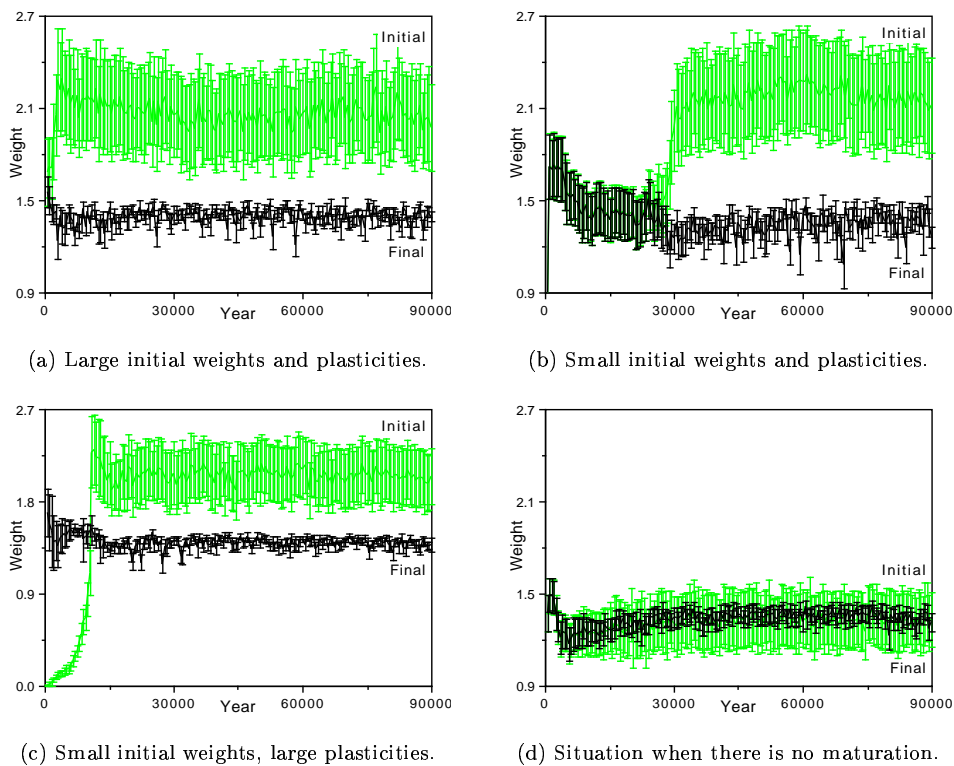 2.7
2.1
1.5
0.9
Weight
Initial
Final
0 30000 60000 90000
Year
(a) Large initial weights and plasticities.
2.7
2.1
1.5
0.9
Weight
Initial
Final
0 30000 60000 90000
Year
(b) Small initial weights and plasticities.
2.7
1.8
0.9
0.0
Weight
Initial
Final
0 30000 60000 90000
Year
(c) Small initial weights, large plasticities.
2.7
2.1
1.5
0.9
Weight
Initial
Final
0 30000 60000 90000
Year
(d) Situation when there is no maturation.